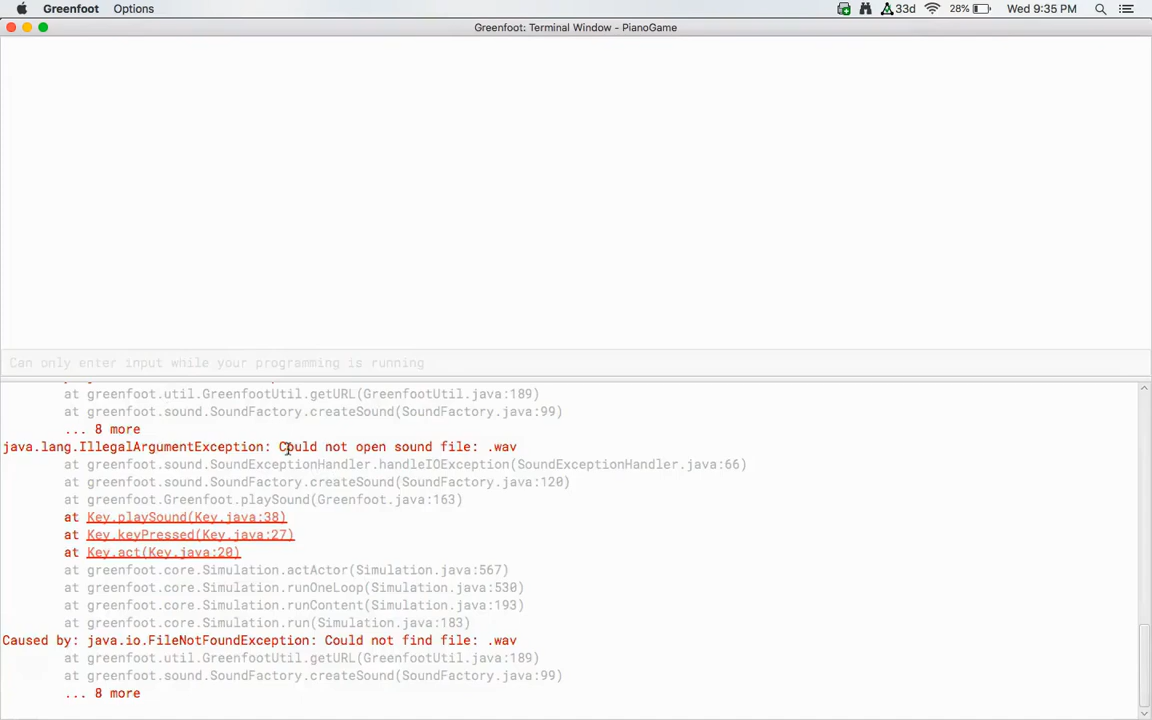 Greenfoot Options 33d 28% Wed 9:35 PM
Greenfoot: Terminal Window - PianoGame
Can only enter input while your programming is running
at greenfoot.util.GreenfootUtil.getURL(GreenfootUtil.java:189)
at greenfoot.sound.SoundFactory.createSound(SoundFactory.java:99)
... 8 more
java.lang.IllegalArgumentException: Could not open sound file: .wav
at greenfoot.sound.SoundExceptionHandler.handleIOException(SoundExceptionHandler.java:66)
at greenfoot.sound.SoundFactory.createSound(SoundFactory.java:120)
at greenfoot.Greenfoot.playSound(Greenfoot.java:163)
at Key.playSound(Key.java:38)
at Key.keyPressed(Key.java:27)
at Key.act(Key.java:20)
at greenfoot.core.Simulation.actActor(Simulation.java:567)
at greenfoot.core.Simulation.runOneLoop(Simulation.java:530)
at greenfoot.core.Simulation.runContent(Simulation.java:193)
at greenfoot.core.Simulation.run(Simulation.java:183)
Caused by: java.io.FileNotFoundException: Could not find file: .wav
at greenfoot.util.GreenfootUtil.getURL(GreenfootUtil.java:189)
at greenfoot.sound.SoundFactory.createSound(SoundFactory.java:99)
... 8 more